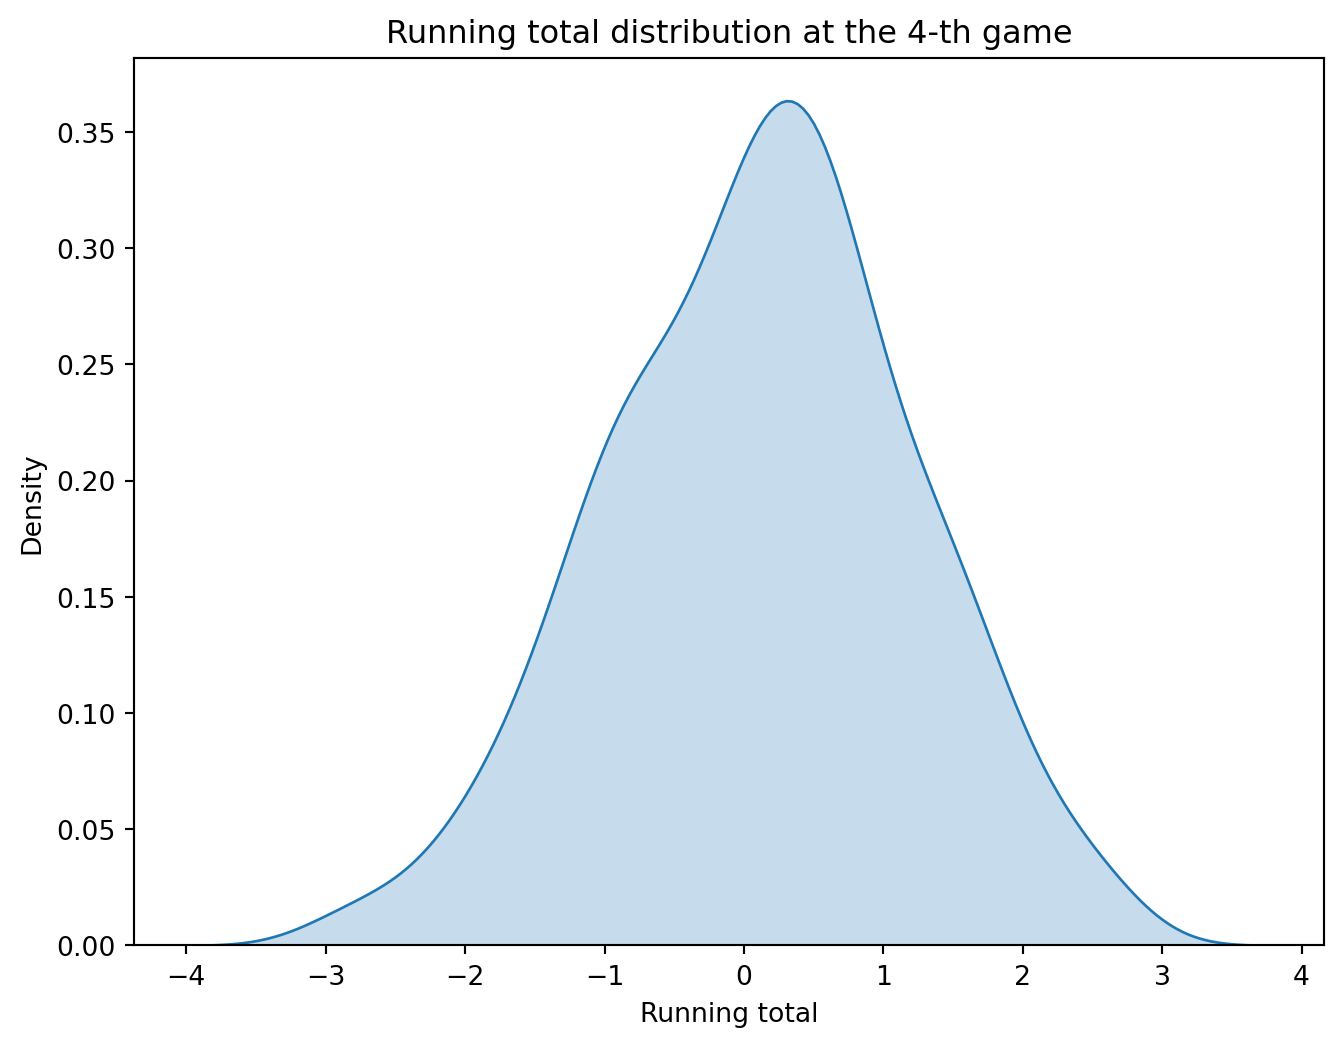 Running total distribution at the 4-th game
Density
0.35
0.30
0.25
0.20
0.15
0.10
0.05
0.00
−4 −3 −2 −1 0 1 2 3 4
Running total